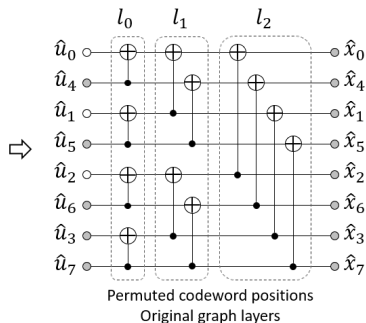 l₀ l₁ l₂
û₀ x̂₀
û₄ x̂₄
û₁ x̂₁
û₅ x̂₅
û₂ x̂₂
û₆ x̂₆
û₃ x̂₃
û₇ x̂₇
Permuted codeword positions
Original graph layers